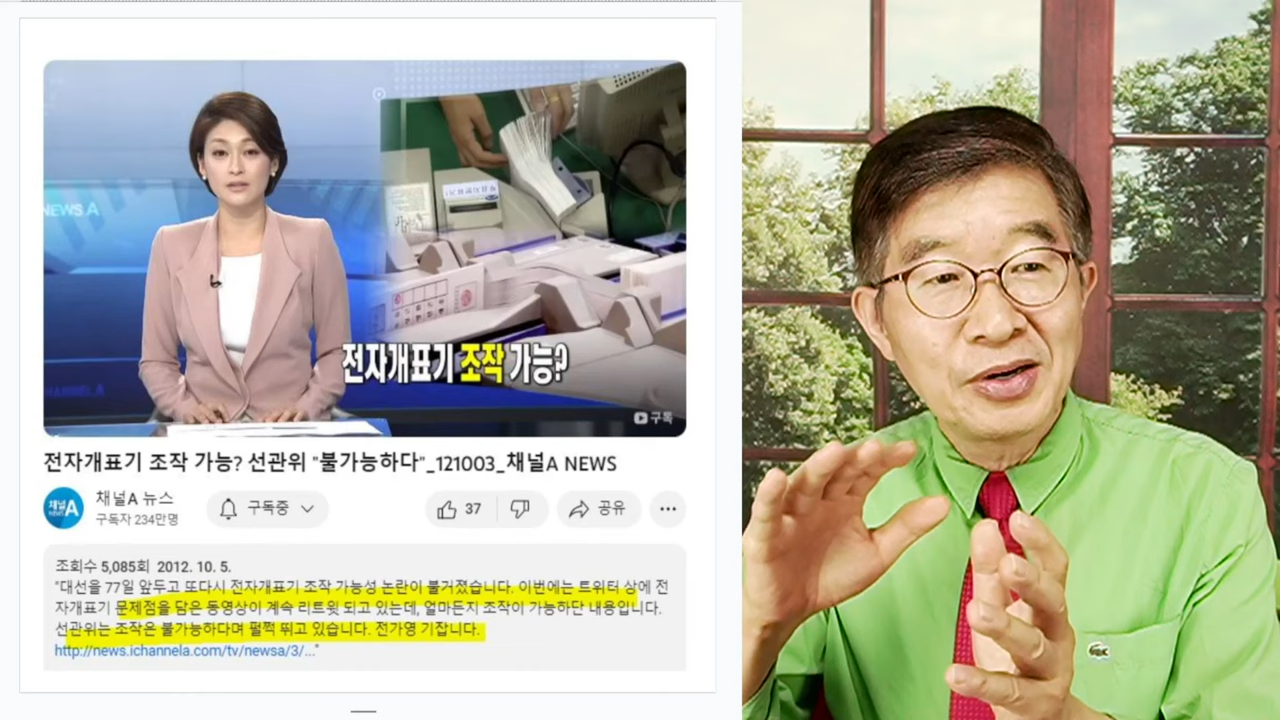 NEWS A
전자개표기 조작 가능?
구독
전자개표기 조작 가능? 선관위 "불가능하다"_121003_채널A NEWS
채널A 뉴스
구독자 234만명
구독중
37
공유
조회수 5,085회 2012. 10. 5.
"대선을 77일 앞두고 또다시 전자개표기 조작 가능성 논란이 불거졌습니다. 이번에는 트위터 상에 전
자개표기 문제점을 담은 동영상이 계속 리트윗 되고 있는데, 얼마든지 조작이 가능하단 내용입니다.
선관위는 조작은 불가능하다며 펄쩍 뛰고 있습니다. 전가영 기잡니다.
http://news.ichannela.com/tv/newsa/3/..."